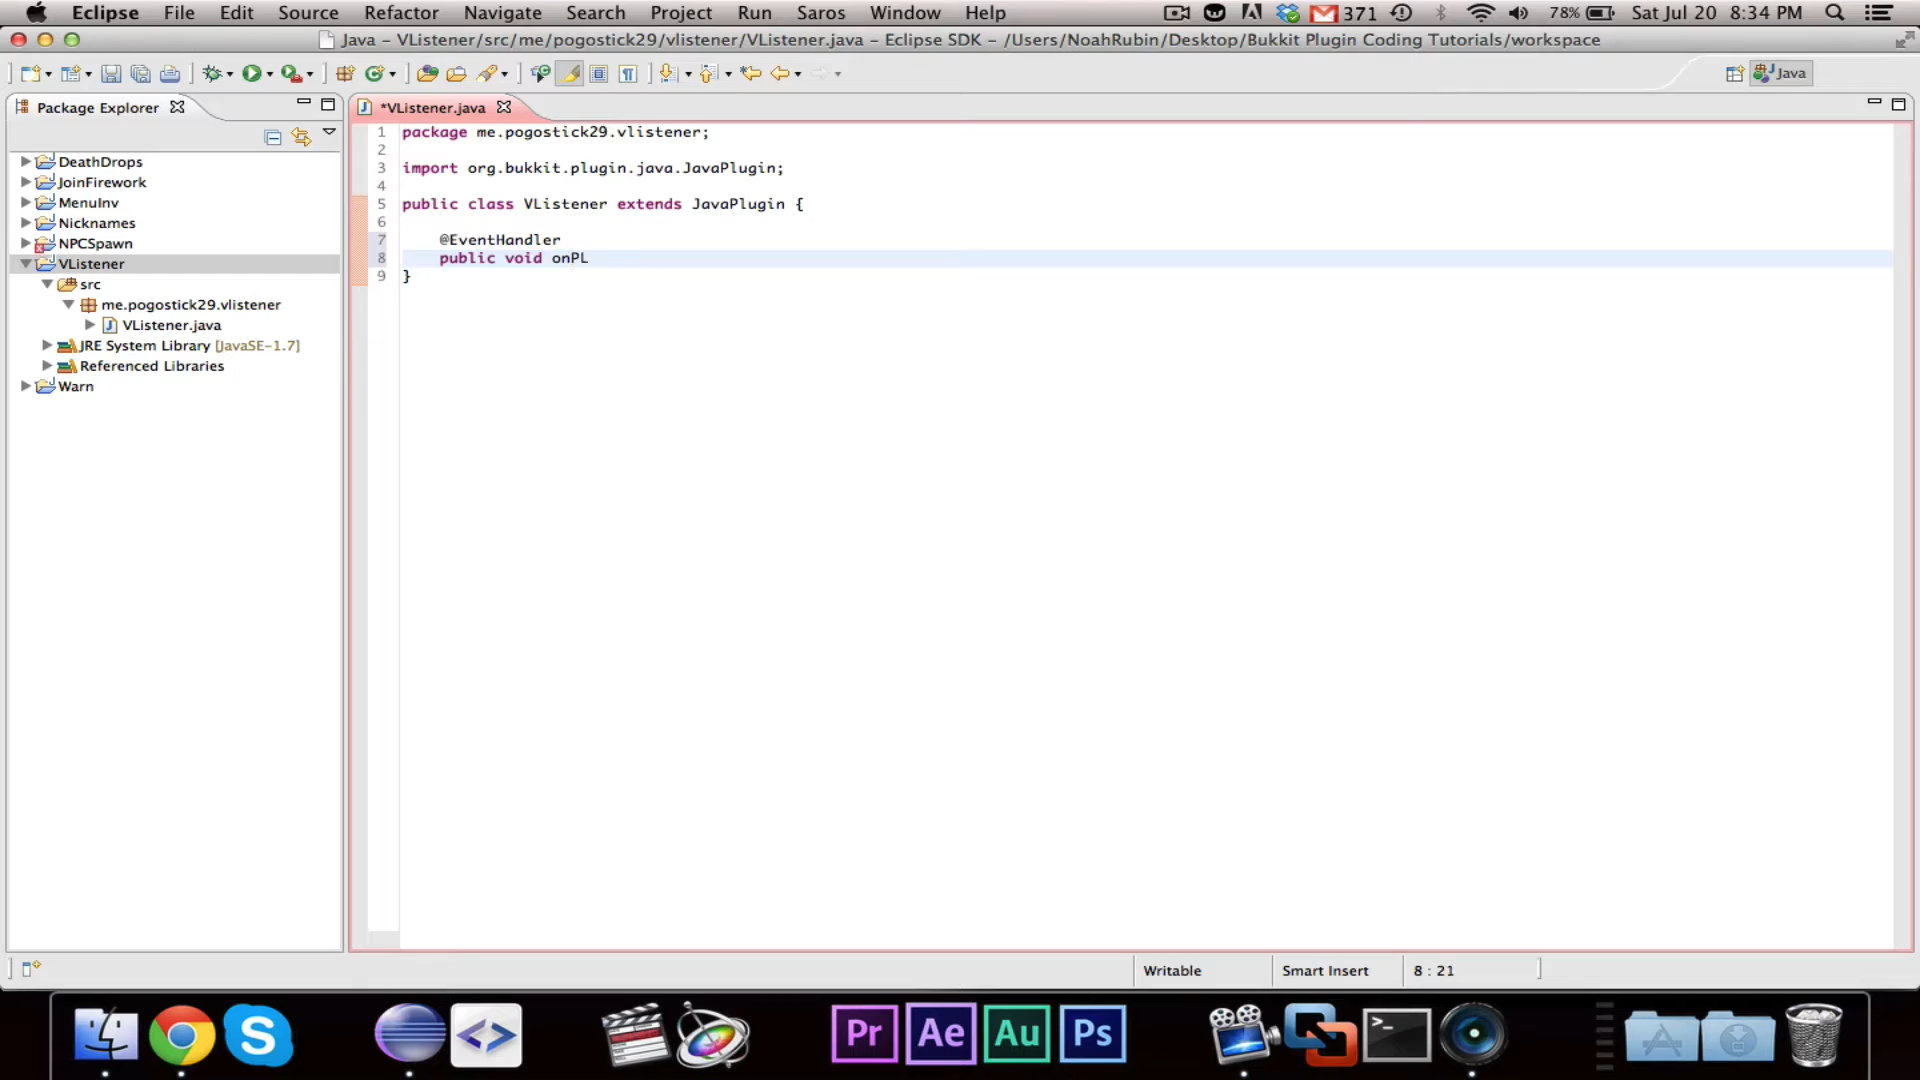 Eclipse File Edit Source Refactor Navigate Search Project Run Saros Window Help 371 78% Sat Jul 20 8:34 PM
Java – VListener/src/me/pogostick29/vlistener/VListener.java – Eclipse SDK – /Users/NoahRubin/Desktop/Bukkit Plugin Coding Tutorials/workspace
Java
Package Explorer
*VListener.java
DeathDrops
JoinFirework
MenuInv
Nicknames
NPCSpawn
VListener
src
me.pogostick29.vlistener
VListener.java
JRE System Library [JavaSE-1.7]
Referenced Libraries
Warn
1 package me.pogostick29.vlistener;
2
3 import org.bukkit.plugin.java.JavaPlugin;
4
5 public class VListener extends JavaPlugin {
6
7 @EventHandler
8 public void onPL
9 }
Writable Smart Insert 8 : 21
Pr Ae Au Ps